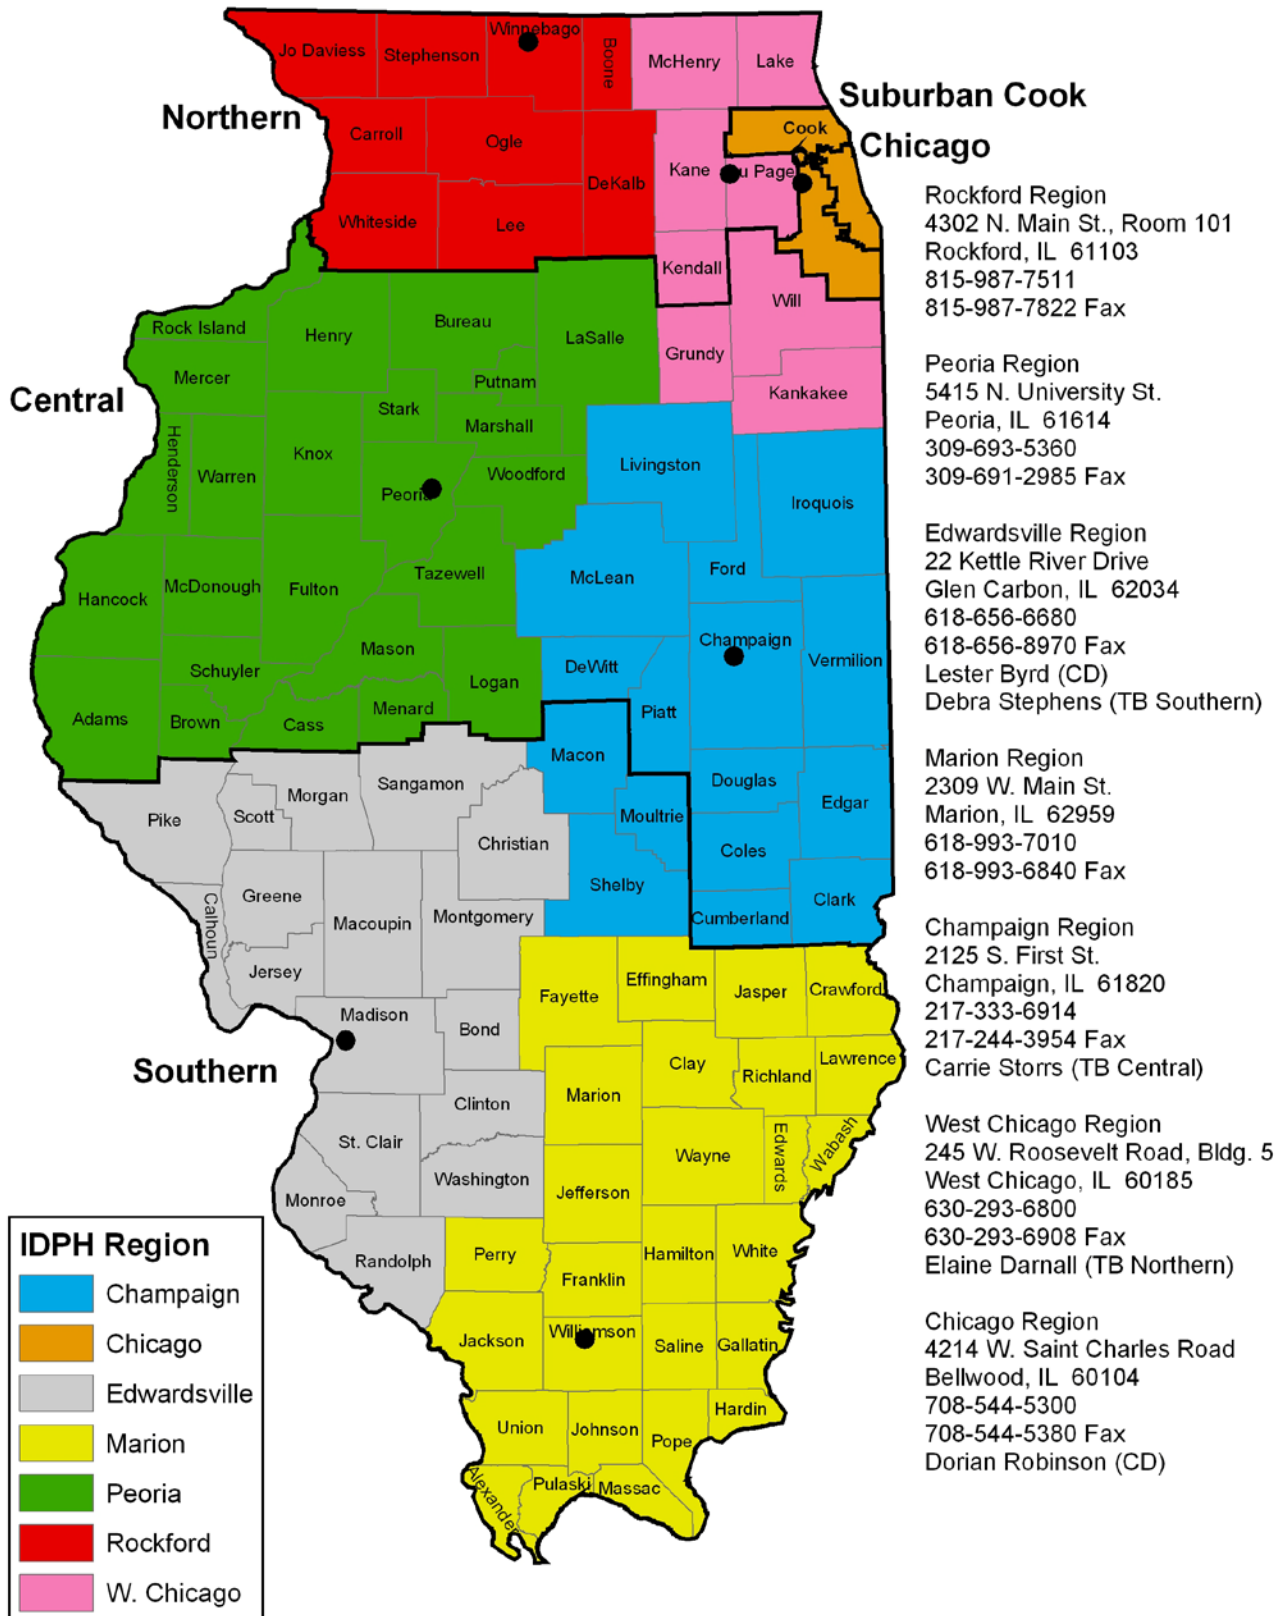 Winnebago
Jo Daviess
Stephenson
Boone
McHenry
Lake
Suburban Cook
Northern
Carroll
Ogle
Cook
Chicago
Kane
u Page
DeKalb
Whiteside
Lee
Kendall
Will
Rock Island
Henry
Bureau
LaSalle
Grundy
Mercer
Putnam
Kankakee
Central
Stark
Marshall
Henderson
Warren
Knox
Peoria
Woodford
Livingston
Iroquois
Hancock
McDonough
Fulton
Tazewell
McLean
Ford
Schuyler
Mason
Logan
DeWitt
Champaign
Vermilion
Adams
Brown
Cass
Menard
Piatt
Macon
Pike
Scott
Morgan
Sangamon
Christian
Moultrie
Douglas
Edgar
Calhoun
Greene
Macoupin
Montgomery
Shelby
Coles
Clark
Cumberland
Jersey
Fayette
Effingham
Jasper
Crawford
Madison
Bond
Southern
Clay
Richland
Lawrence
Clinton
Marion
St. Clair
Washington
Wayne
Edwards
Wabash
Monroe
Jefferson
Randolph
Perry
Franklin
Hamilton
White
Jackson
Williamson
Saline
Gallatin
Union
Johnson
Pope
Hardin
Alexander
Pulaski
Massac
Rockford Region
4302 N. Main St., Room 101
Rockford, IL 61103
815-987-7511
815-987-7822 Fax
Peoria Region
5415 N. University St.
Peoria, IL 61614
309-693-5360
309-691-2985 Fax
Edwardsville Region
22 Kettle River Drive
Glen Carbon, IL 62034
618-656-6680
618-656-8970 Fax
Lester Byrd (CD)
Debra Stephens (TB Southern)
Marion Region
2309 W. Main St.
Marion, IL 62959
618-993-7010
618-993-6840 Fax
Champaign Region
2125 S. First St.
Champaign, IL 61820
217-333-6914
217-244-3954 Fax
Carrie Storrs (TB Central)
West Chicago Region
245 W. Roosevelt Road, Bldg. 5
West Chicago, IL 60185
630-293-6800
630-293-6908 Fax
Elaine Darnall (TB Northern)
Chicago Region
4214 W. Saint Charles Road
Bellwood, IL 60104
708-544-5300
708-544-5380 Fax
Dorian Robinson (CD)
IDPH Region
Champaign
Chicago
Edwardsville
Marion
Peoria
Rockford
W. Chicago